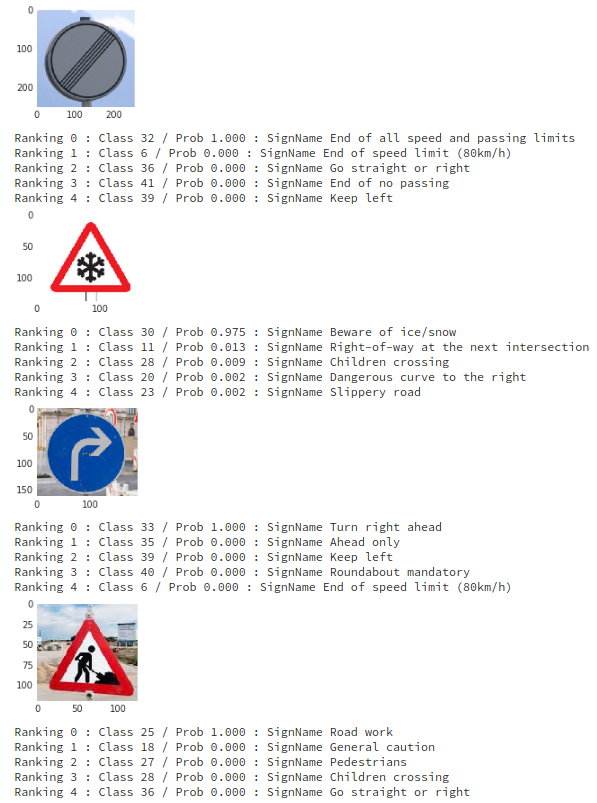 0
100
200
0 100 200
Ranking 0 : Class 32 / Prob 1.000 : SignName End of all speed and passing limits
Ranking 1 : Class 6 / Prob 0.000 : SignName End of speed limit (80km/h)
Ranking 2 : Class 36 / Prob 0.000 : SignName Go straight or right
Ranking 3 : Class 41 / Prob 0.000 : SignName End of no passing
Ranking 4 : Class 39 / Prob 0.000 : SignName Keep left
0
50
100
0 100
Ranking 0 : Class 30 / Prob 0.975 : SignName Beware of ice/snow
Ranking 1 : Class 11 / Prob 0.013 : SignName Right-of-way at the next intersection
Ranking 2 : Class 28 / Prob 0.009 : SignName Children crossing
Ranking 3 : Class 20 / Prob 0.002 : SignName Dangerous curve to the right
Ranking 4 : Class 23 / Prob 0.002 : SignName Slippery road
0
50
100
150
0 100
Ranking 0 : Class 33 / Prob 1.000 : SignName Turn right ahead
Ranking 1 : Class 35 / Prob 0.000 : SignName Ahead only
Ranking 2 : Class 39 / Prob 0.000 : SignName Keep left
Ranking 3 : Class 40 / Prob 0.000 : SignName Roundabout mandatory
Ranking 4 : Class 6 / Prob 0.000 : SignName End of speed limit (80km/h)
0
25
50
75
100
0 50 100
Ranking 0 : Class 25 / Prob 1.000 : SignName Road work
Ranking 1 : Class 18 / Prob 0.000 : SignName General caution
Ranking 2 : Class 27 / Prob 0.000 : SignName Pedestrians
Ranking 3 : Class 28 / Prob 0.000 : SignName Children crossing
Ranking 4 : Class 36 / Prob 0.000 : SignName Go straight or right